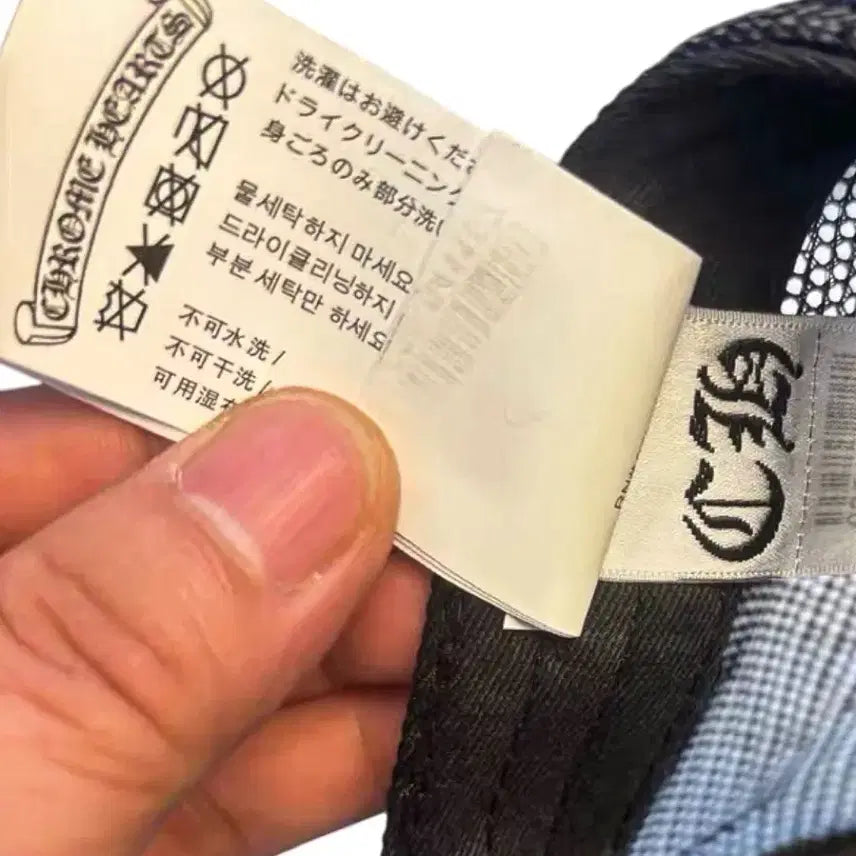 CHROME HEARTS
洗濯はお避けくださ
ドライクリーニング
身ごろのみ部分洗い
물세탁하지 마세요
드라이클리닝하지
부분 세탁만 하세요
不可水洗/
不可干洗/
可用湿布
CH